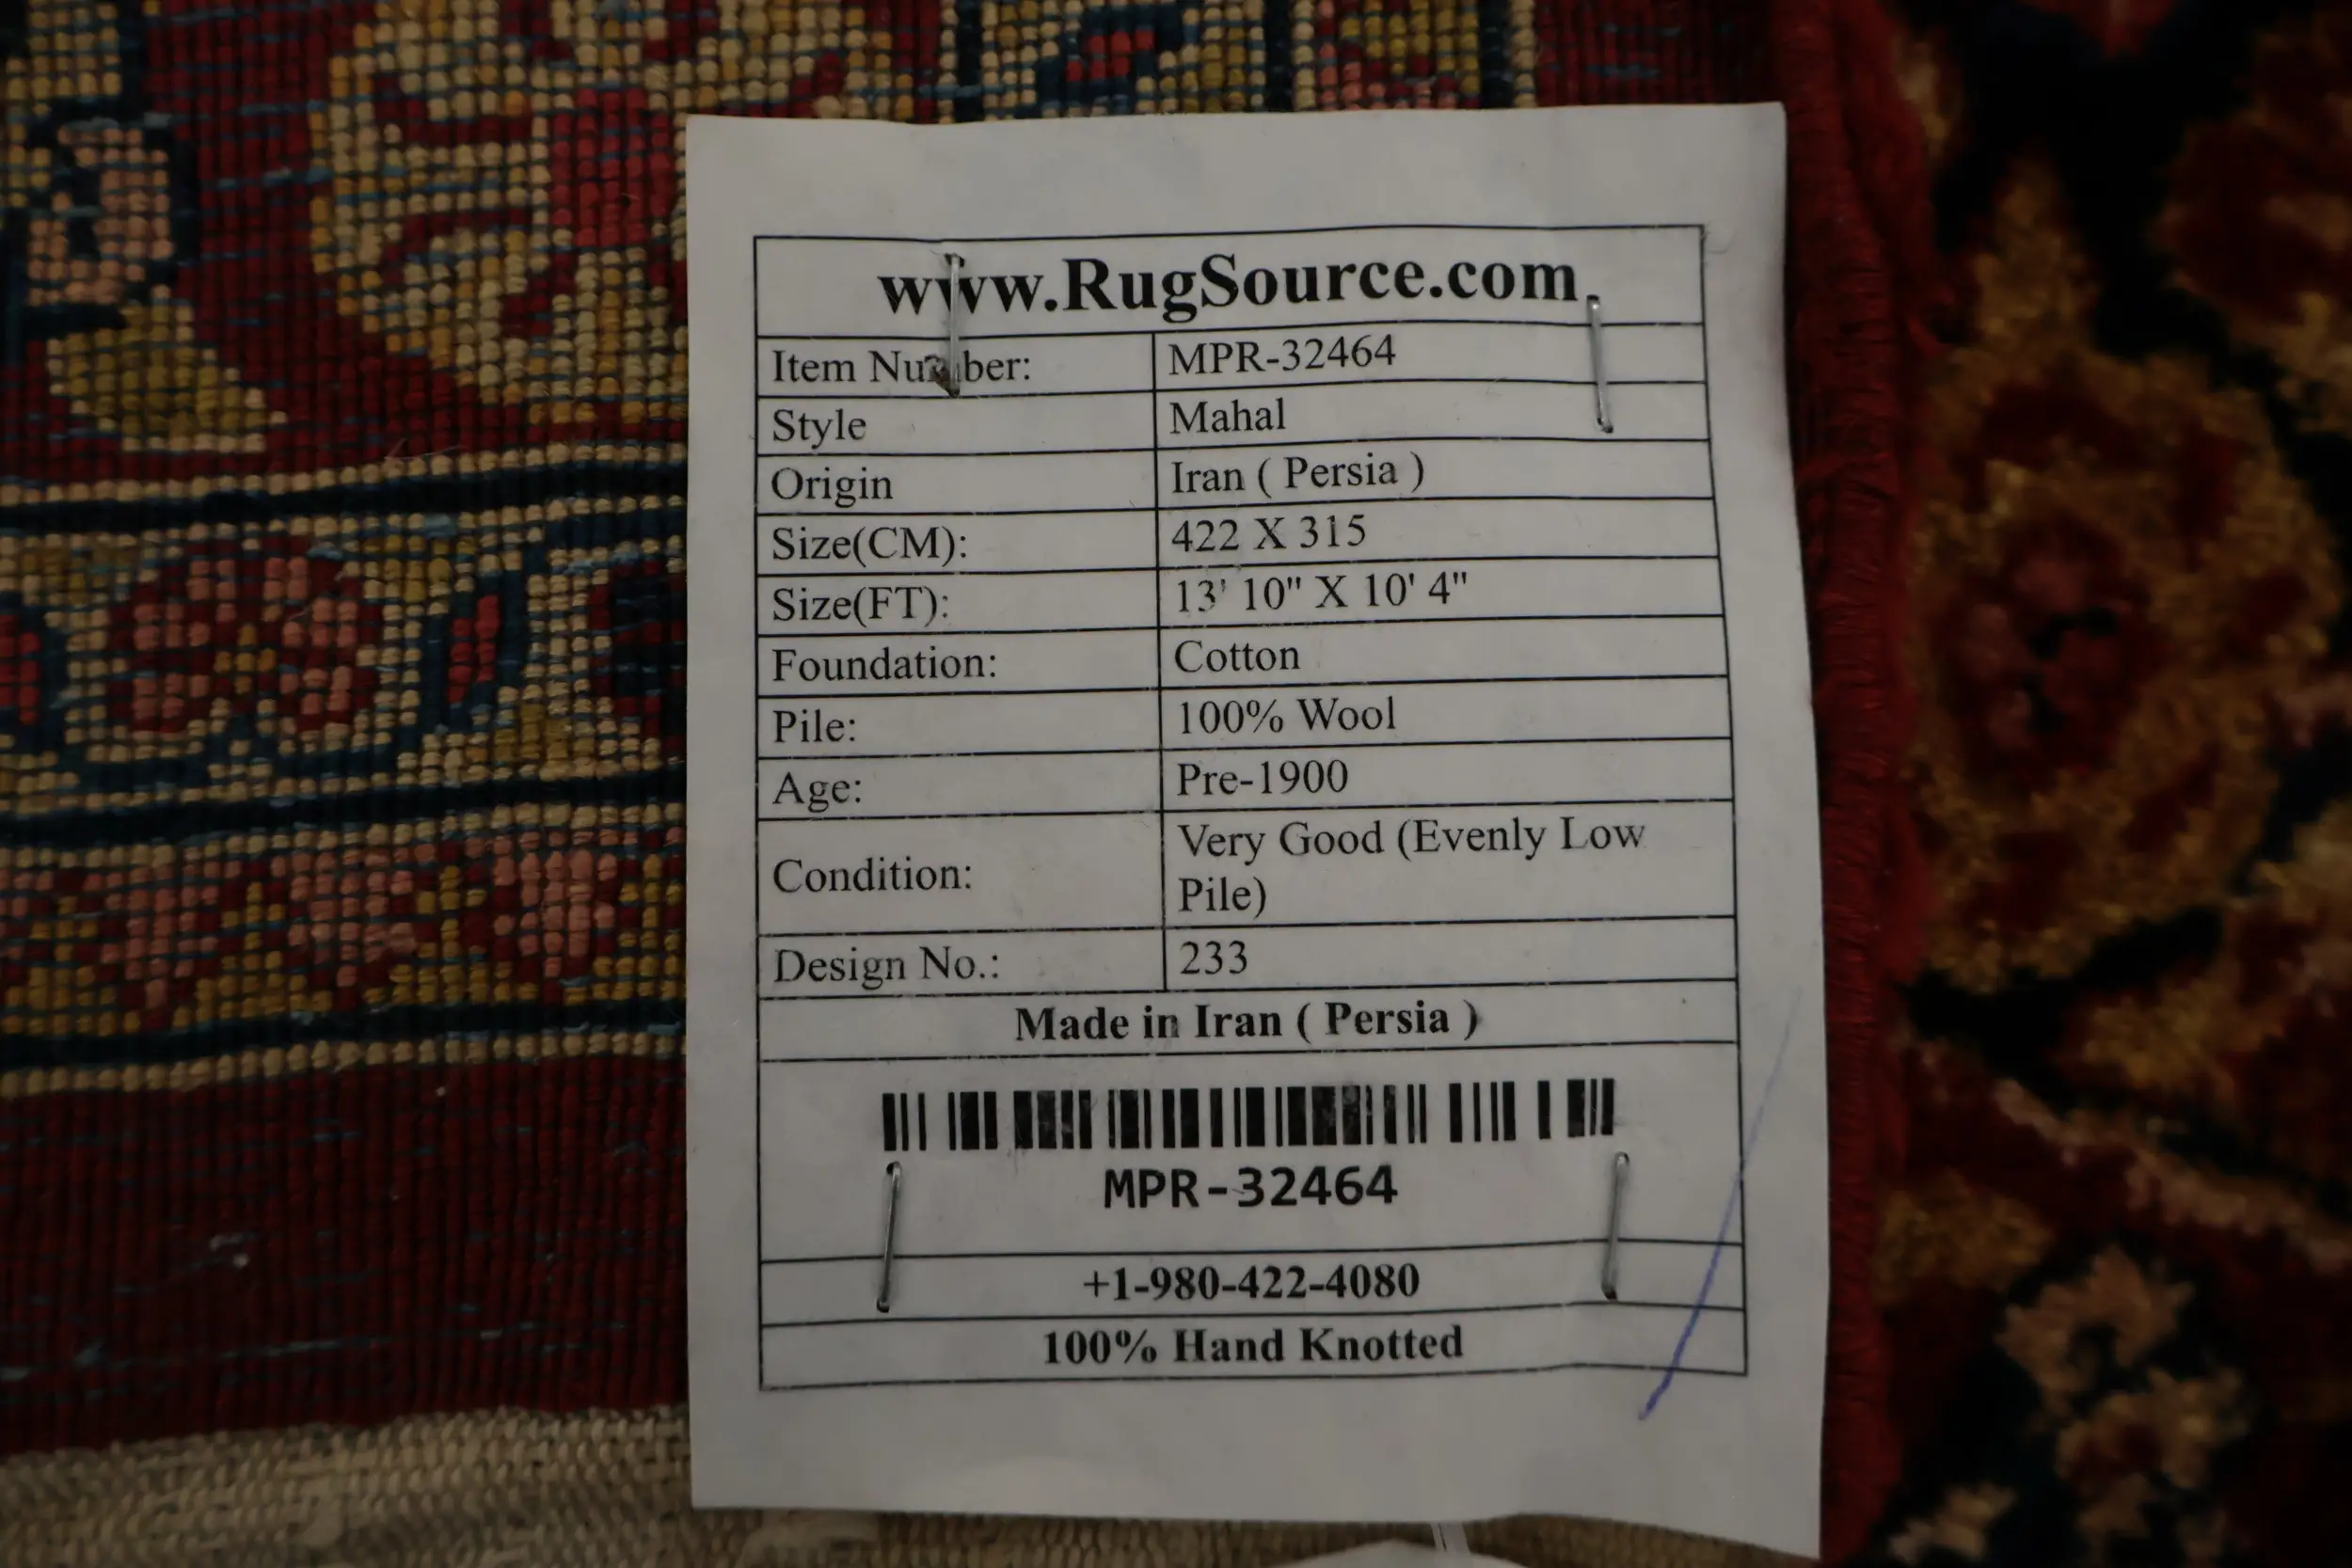 www.RugSource.com
Item Number: MPR-32464
Style Mahal
Origin Iran ( Persia )
Size(CM): 422 X 315
Size(FT): 13' 10" X 10' 4"
Foundation: Cotton
Pile: 100% Wool
Age: Pre-1900
Condition: Very Good (Evenly Low
Pile)
Design No.: 233
Made in Iran ( Persia )
MPR-32464
+1-980-422-4080
100% Hand Knotted